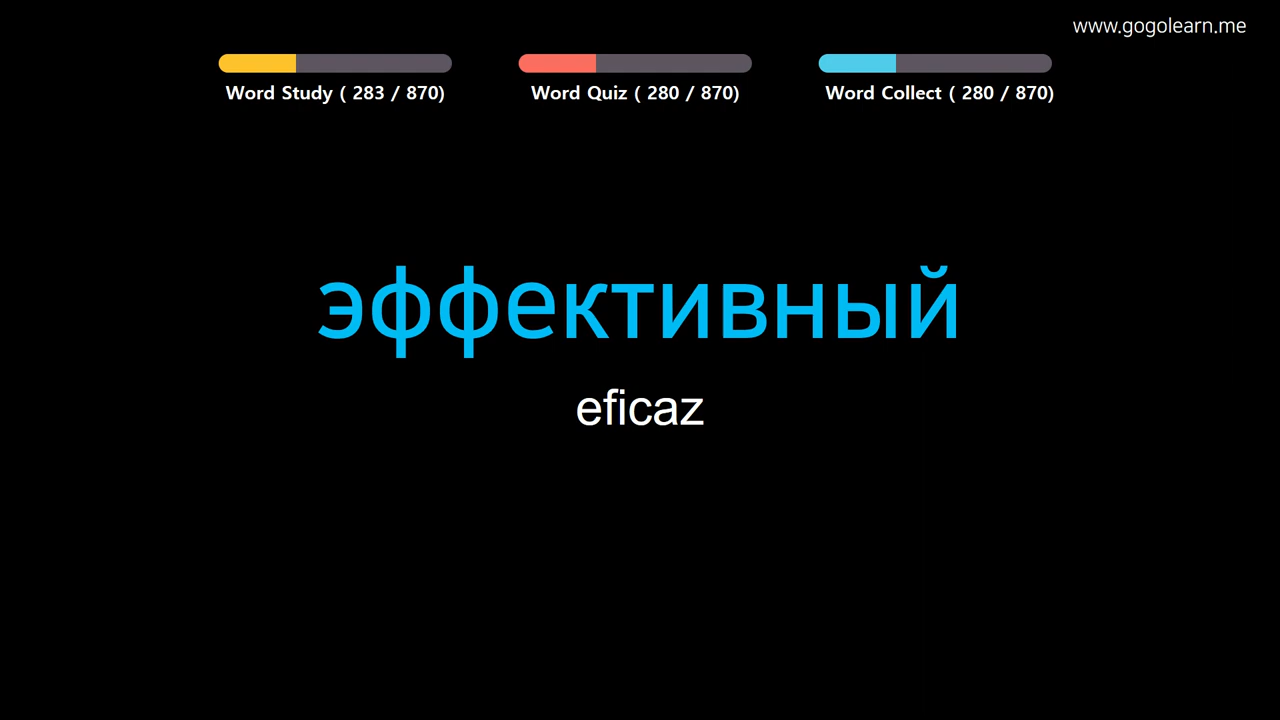 www.gogolearn.me
Word Study ( 283 / 870)
Word Quiz ( 280 / 870)
Word Collect ( 280 / 870)
эффективный
eficaz